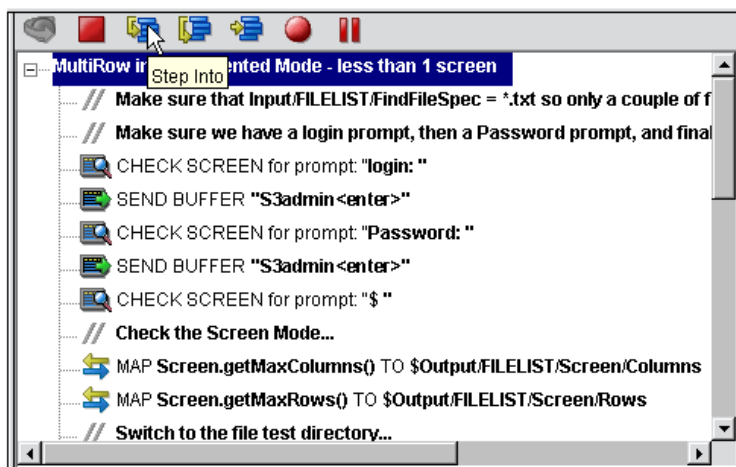 MultiRow in ented Mode - less than 1 screen
Step Into
// Make sure that Input/FILELIST/FindFileSpec = *.txt so only a couple of f
// Make sure we have a login prompt, then a Password prompt, and final
CHECK SCREEN for prompt: "login: "
SEND BUFFER "S3admin<enter>"
CHECK SCREEN for prompt: "Password: "
SEND BUFFER "S3admin<enter>"
CHECK SCREEN for prompt: "$ "
// Check the Screen Mode...
MAP Screen.getMaxColumns() TO $Output/FILELIST/Screen/Columns
MAP Screen.getMaxRows() TO $Output/FILELIST/Screen/Rows
// Switch to the file test directory...